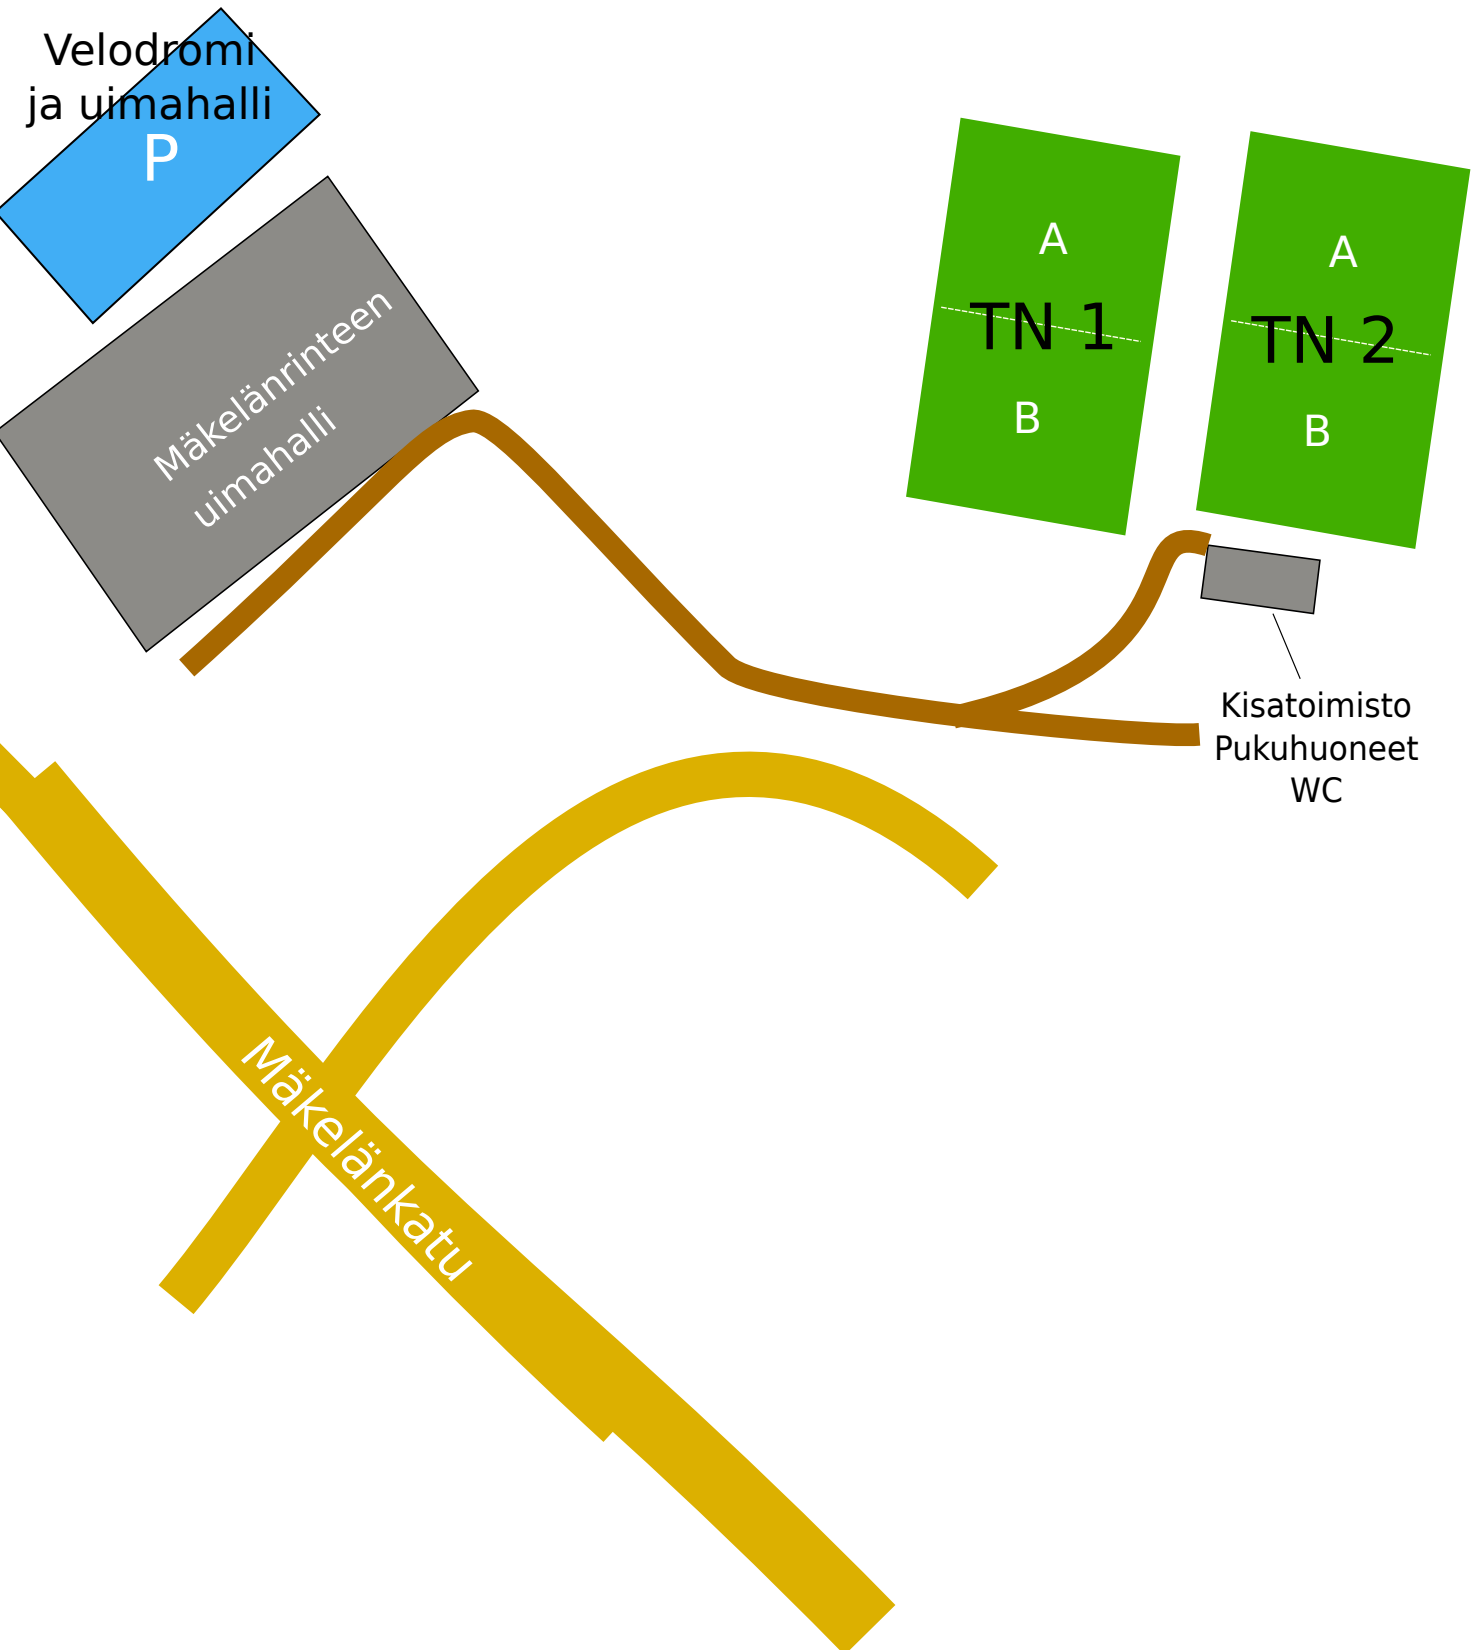 Velodromi
ja uimahalli
P
Mäkelänrinteen
uimahalli
A
TN 1
B
A
TN 2
B
Kisatoimisto
Pukuhuoneet
WC
Mäkelänkatu